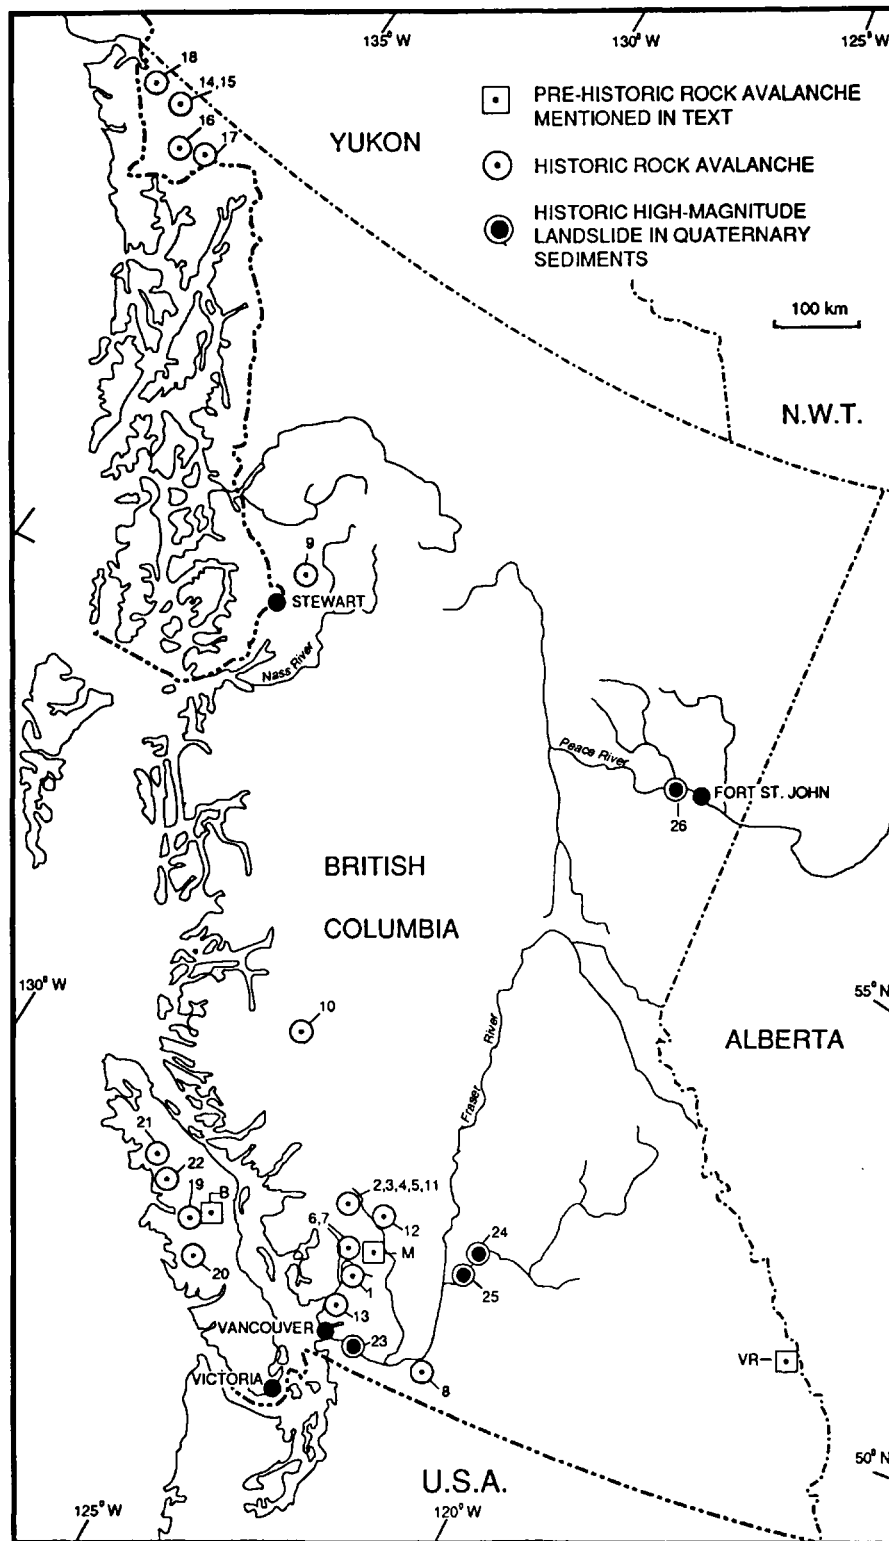 135° W
130° W
125° W
18
14,15
16
17
YUKON
PRE-HISTORIC ROCK AVALANCHE
MENTIONED IN TEXT
HISTORIC ROCK AVALANCHE
HISTORIC HIGH-MAGNITUDE
LANDSLIDE IN QUATERNARY
SEDIMENTS
100 km
N.W.T.
9
STEWART
Nass River
Peace River
FORT ST. JOHN
26
BRITISH
COLUMBIA
130° W
55° N
10
ALBERTA
Fraser River
21
22
19
B
20
2,3,4,5,11
12
6,7
M
1
13
24
25
VANCOUVER
23
VICTORIA
8
VR
50° N
U.S.A.
125° W
120° W